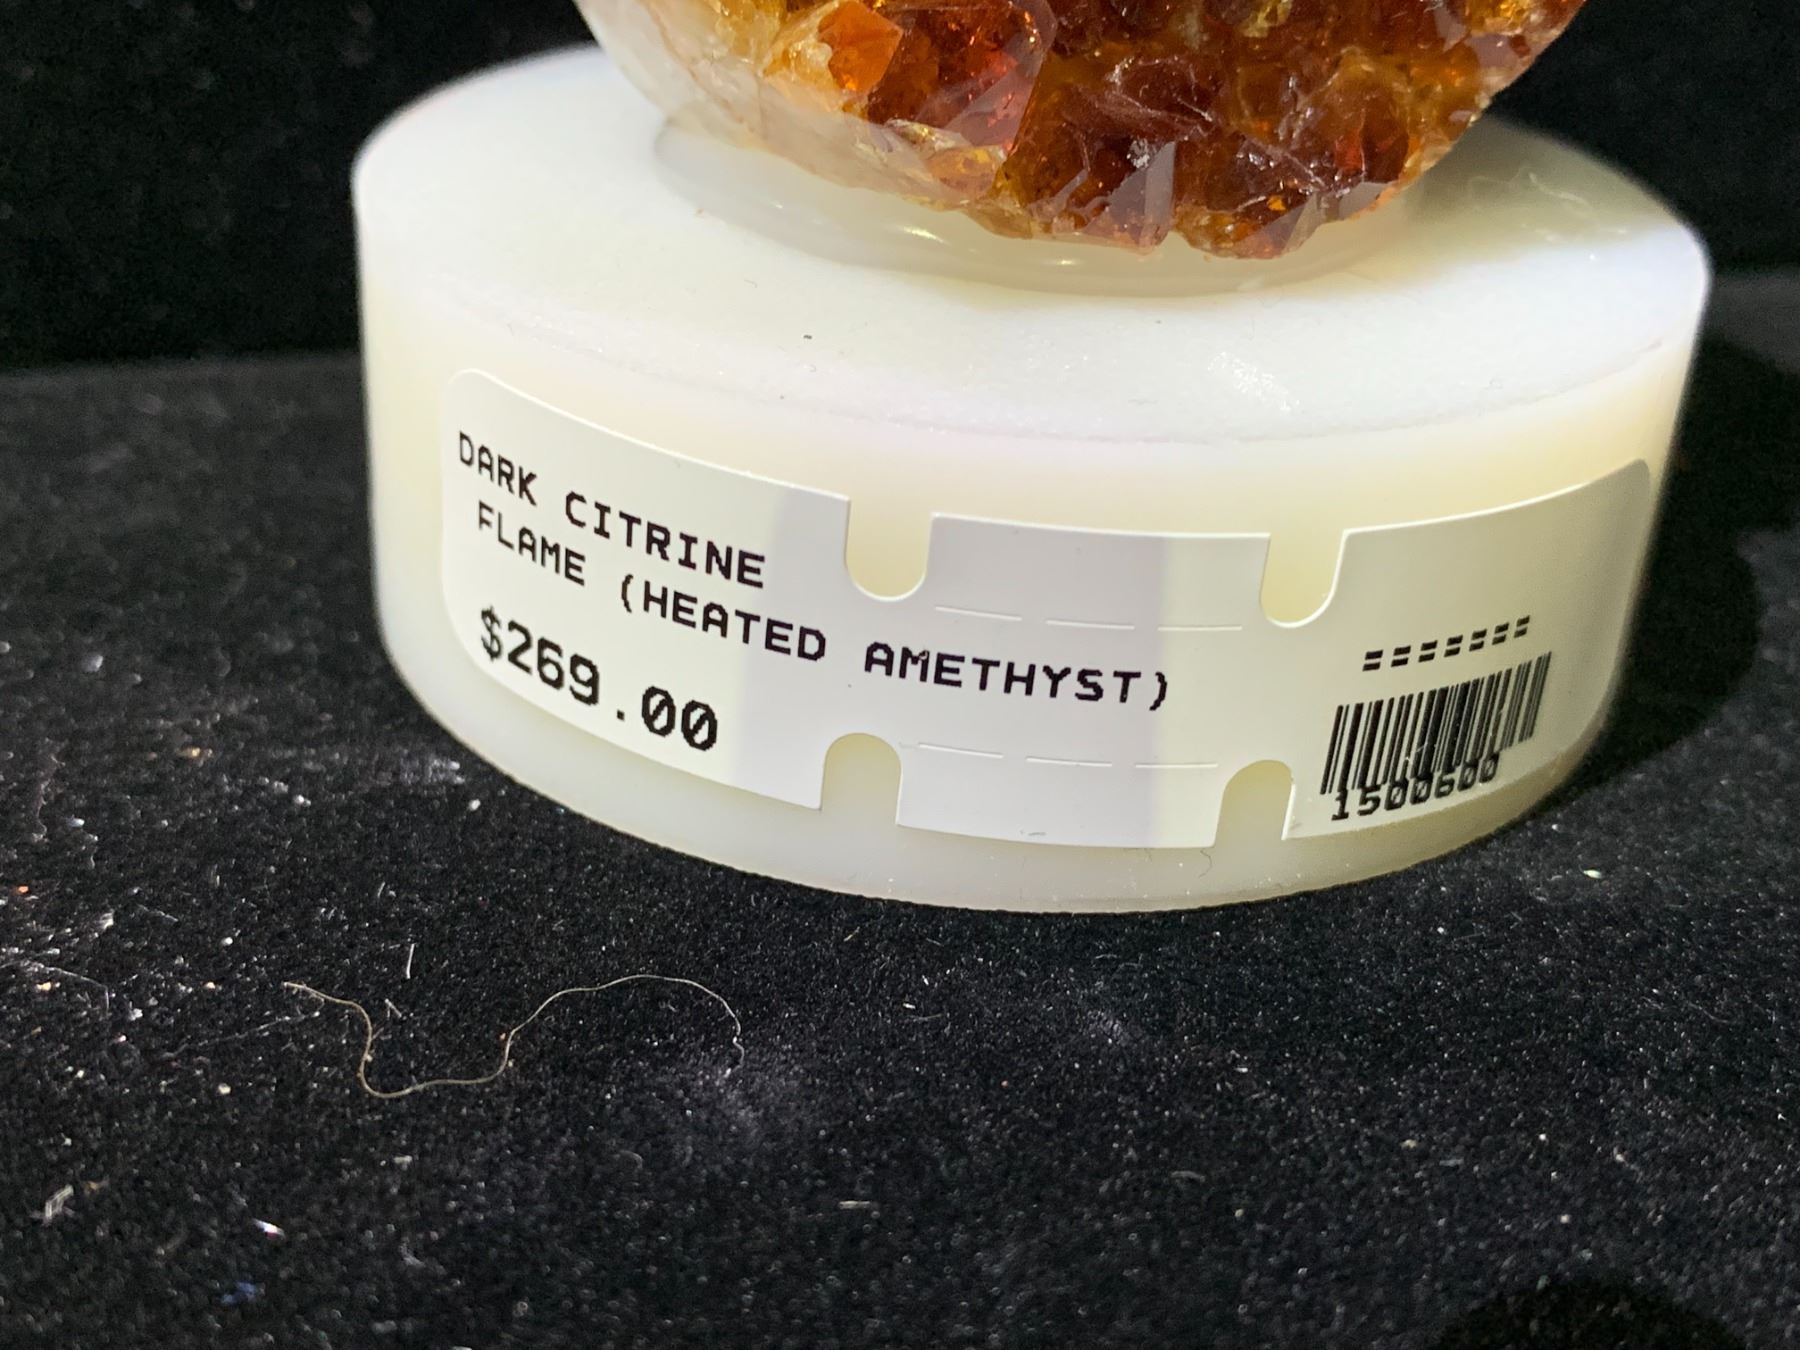 DARK CITRINE
FLAME (HEATED AMETHYST)
$269.00
=======
1500600